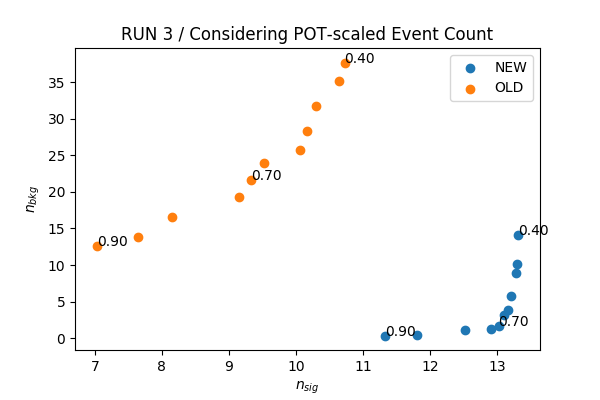 RUN 3 / Considering POT-scaled Event Count
NEW
OLD
0.40
0.70
0.90
0.40
0.70
0.90
35
30
25
20
15
10
5
0
n_bkg
7 8 9 10 11 12 13
n_sig